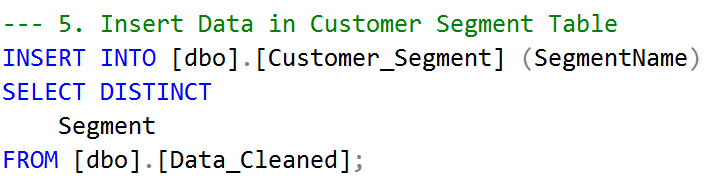 --- 5. Insert Data in Customer Segment Table
INSERT INTO [dbo].[Customer_Segment] (SegmentName)
SELECT DISTINCT
    Segment
FROM [dbo].[Data_Cleaned];